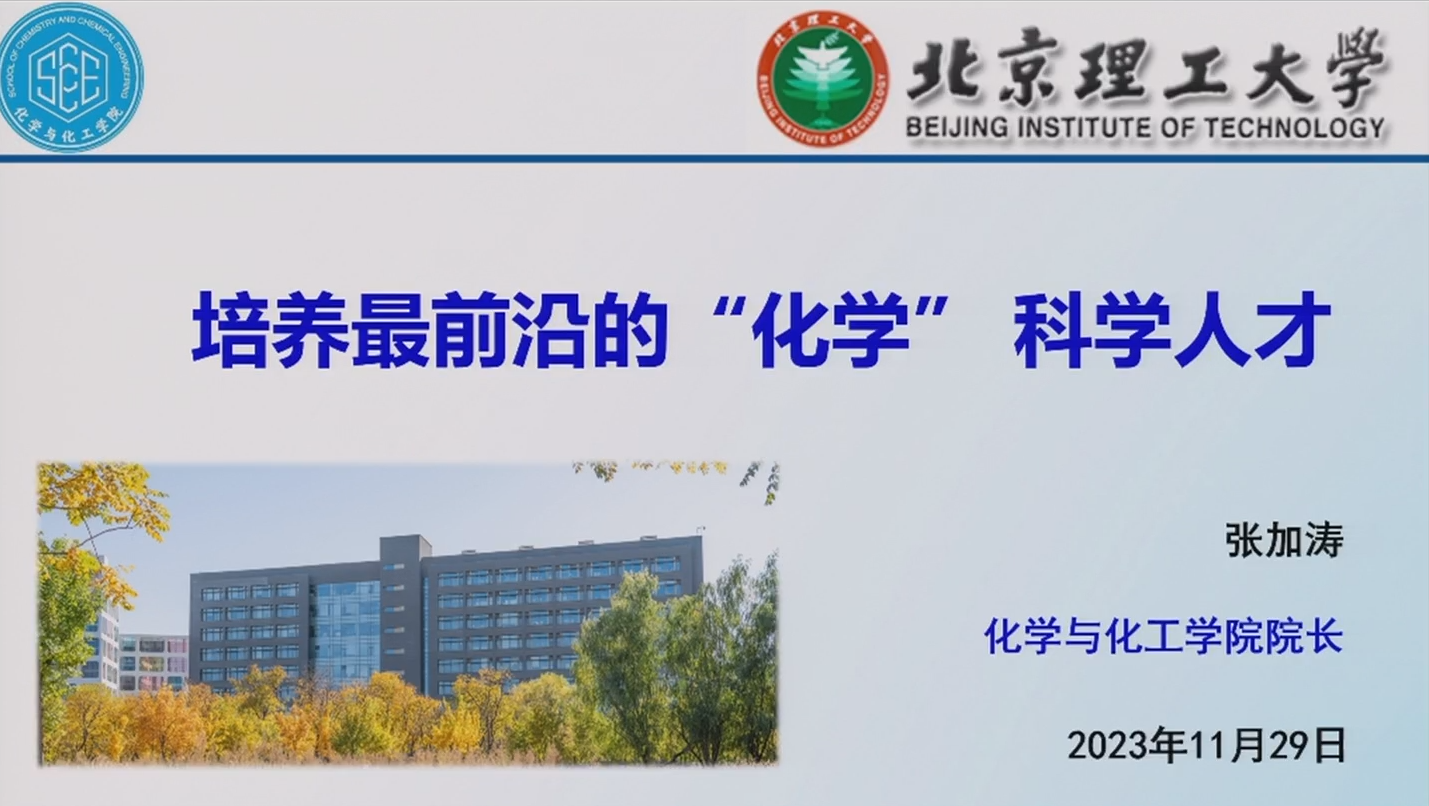 SCHOOL OF CHEMISTRY AND CHEMICAL ENGINEERING
SCCE
化学与化工学院
北京理工大学
BEIJING INSTITUTE OF TECHNOLOGY
北京理工大學
BEIJING INSTITUTE OF TECHNOLOGY
培养最前沿的“化学” 科学人才
张加涛
化学与化工学院院长
2023年11月29日